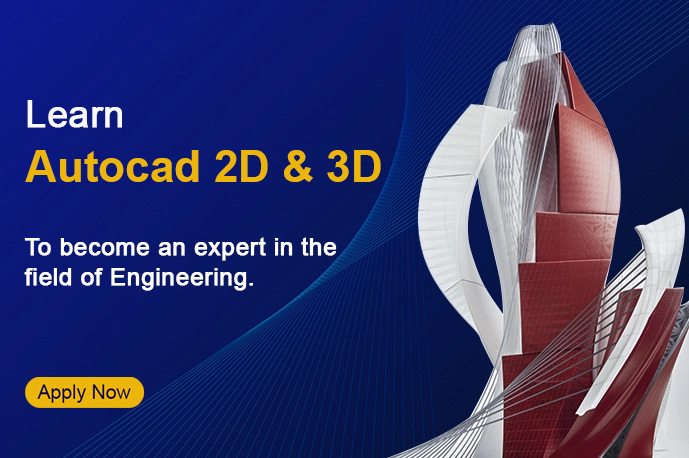 Learn
Autocad 2D & 3D
To become an expert in the
field of Engineering.
Apply Now